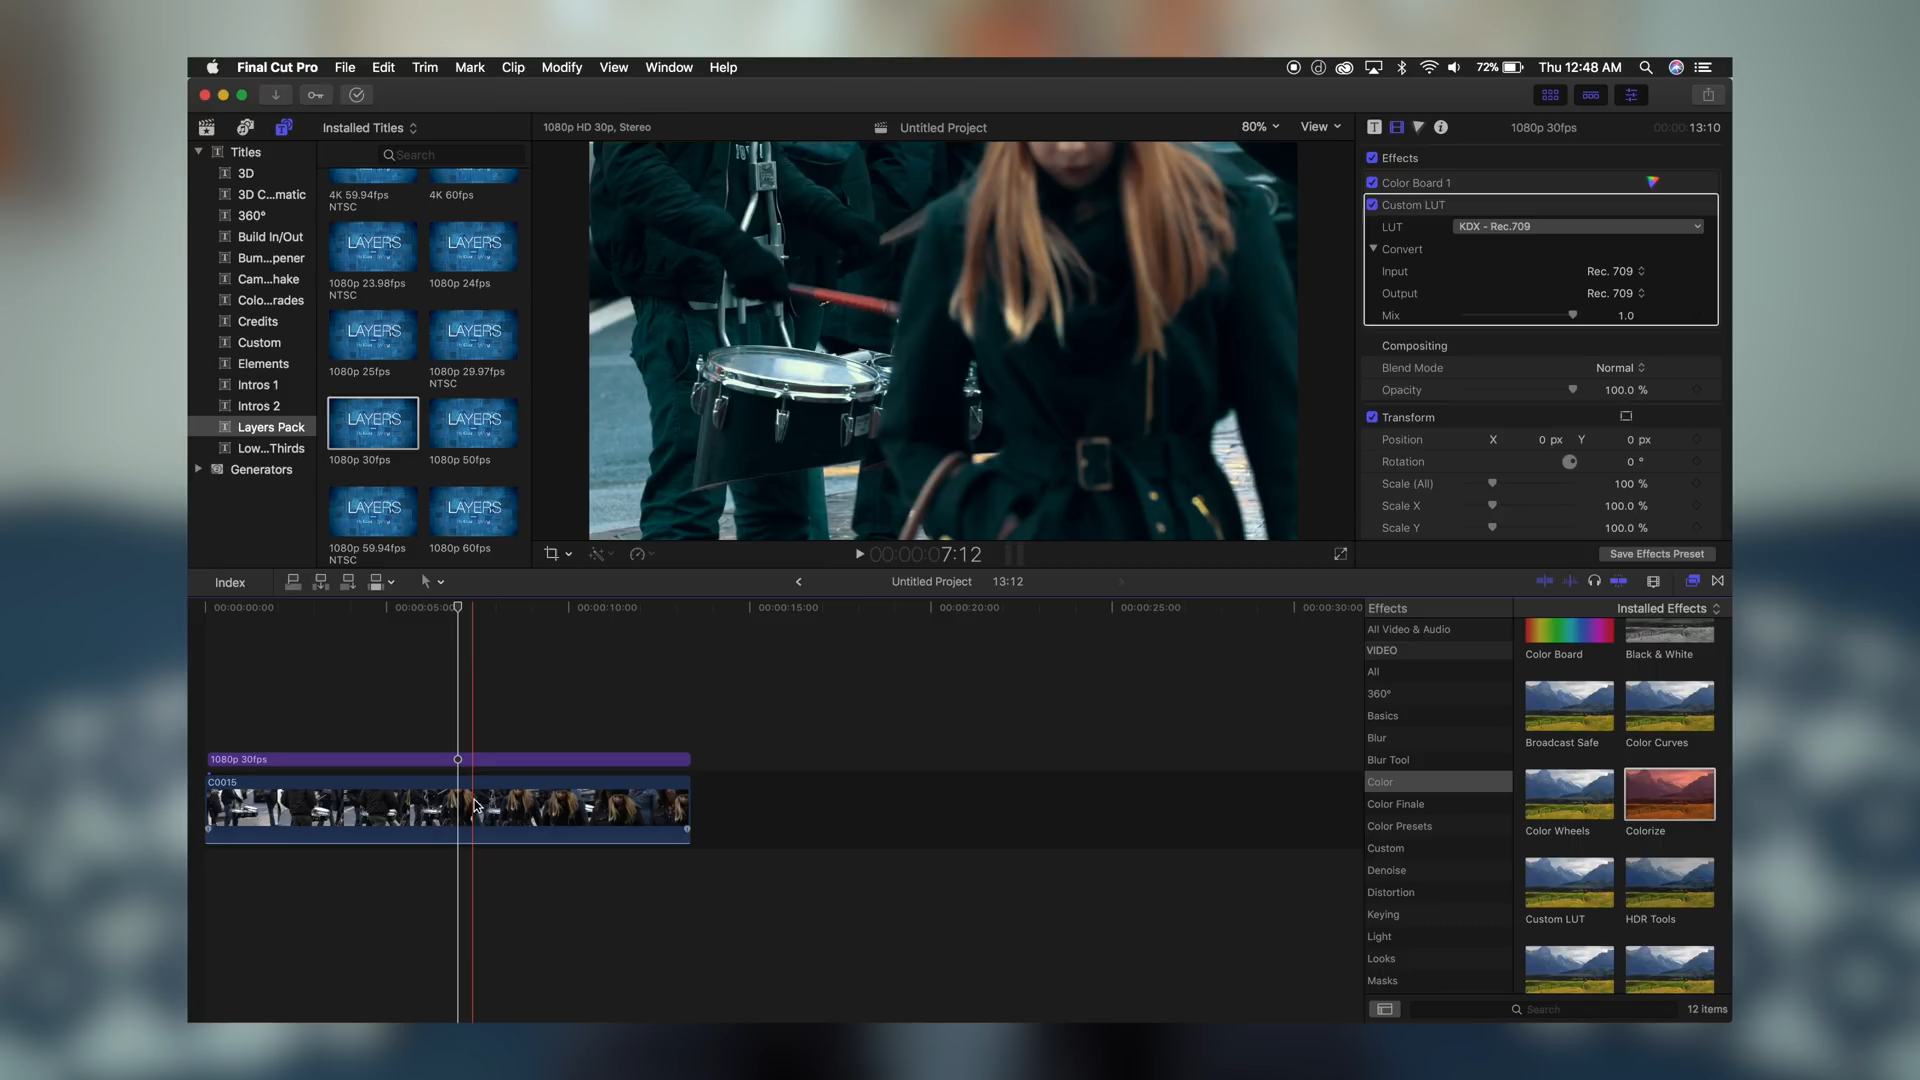 Final Cut Pro File Edit Trim Mark Clip Modify View Window Help
72% Thu 12:48 AM
Installed Titles
1080p HD 30p, Stereo
Untitled Project
80% View
1080p 30fps
00:00:00:13:10
Titles
3D
3D C...matic
360°
Build In/Out
Bum...pener
Cam...hake
Colo...rades
Credits
Custom
Elements
Intros 1
Intros 2
Layers Pack
Low...Thirds
Generators
Search
4K 59.94fps
NTSC
4K 60fps
LAYERS
LAYERS
1080p 23.98fps
NTSC
1080p 24fps
LAYERS
LAYERS
1080p 25fps
1080p 29.97fps
NTSC
LAYERS
LAYERS
1080p 30fps
1080p 50fps
LAYERS
LAYERS
1080p 59.94fps
NTSC
1080p 60fps
Effects
Color Board 1
Custom LUT
LUT KDX - Rec.709
Convert
Input Rec. 709
Output Rec. 709
Mix 1.0
Compositing
Blend Mode Normal
Opacity 100.0 %
Transform
Position X 0 px Y 0 px
Rotation 0 °
Scale (All) 100 %
Scale X 100.0 %
Scale Y 100.0 %
Save Effects Preset
00:00:07:12
Index
Untitled Project 13:12
00:00:00:00
00:00:05:00
00:00:10:00
00:00:15:00
00:00:20:00
00:00:25:00
00:00:30:00
1080p 30fps
C0015
Effects
Installed Effects
All Video & Audio
VIDEO
All
360°
Basics
Blur
Blur Tool
Color
Color Finale
Color Presets
Custom
Denoise
Distortion
Keying
Light
Looks
Masks
Color Board
Black & White
Broadcast Safe
Color Curves
Color Wheels
Colorize
Custom LUT
HDR Tools
Search
12 items